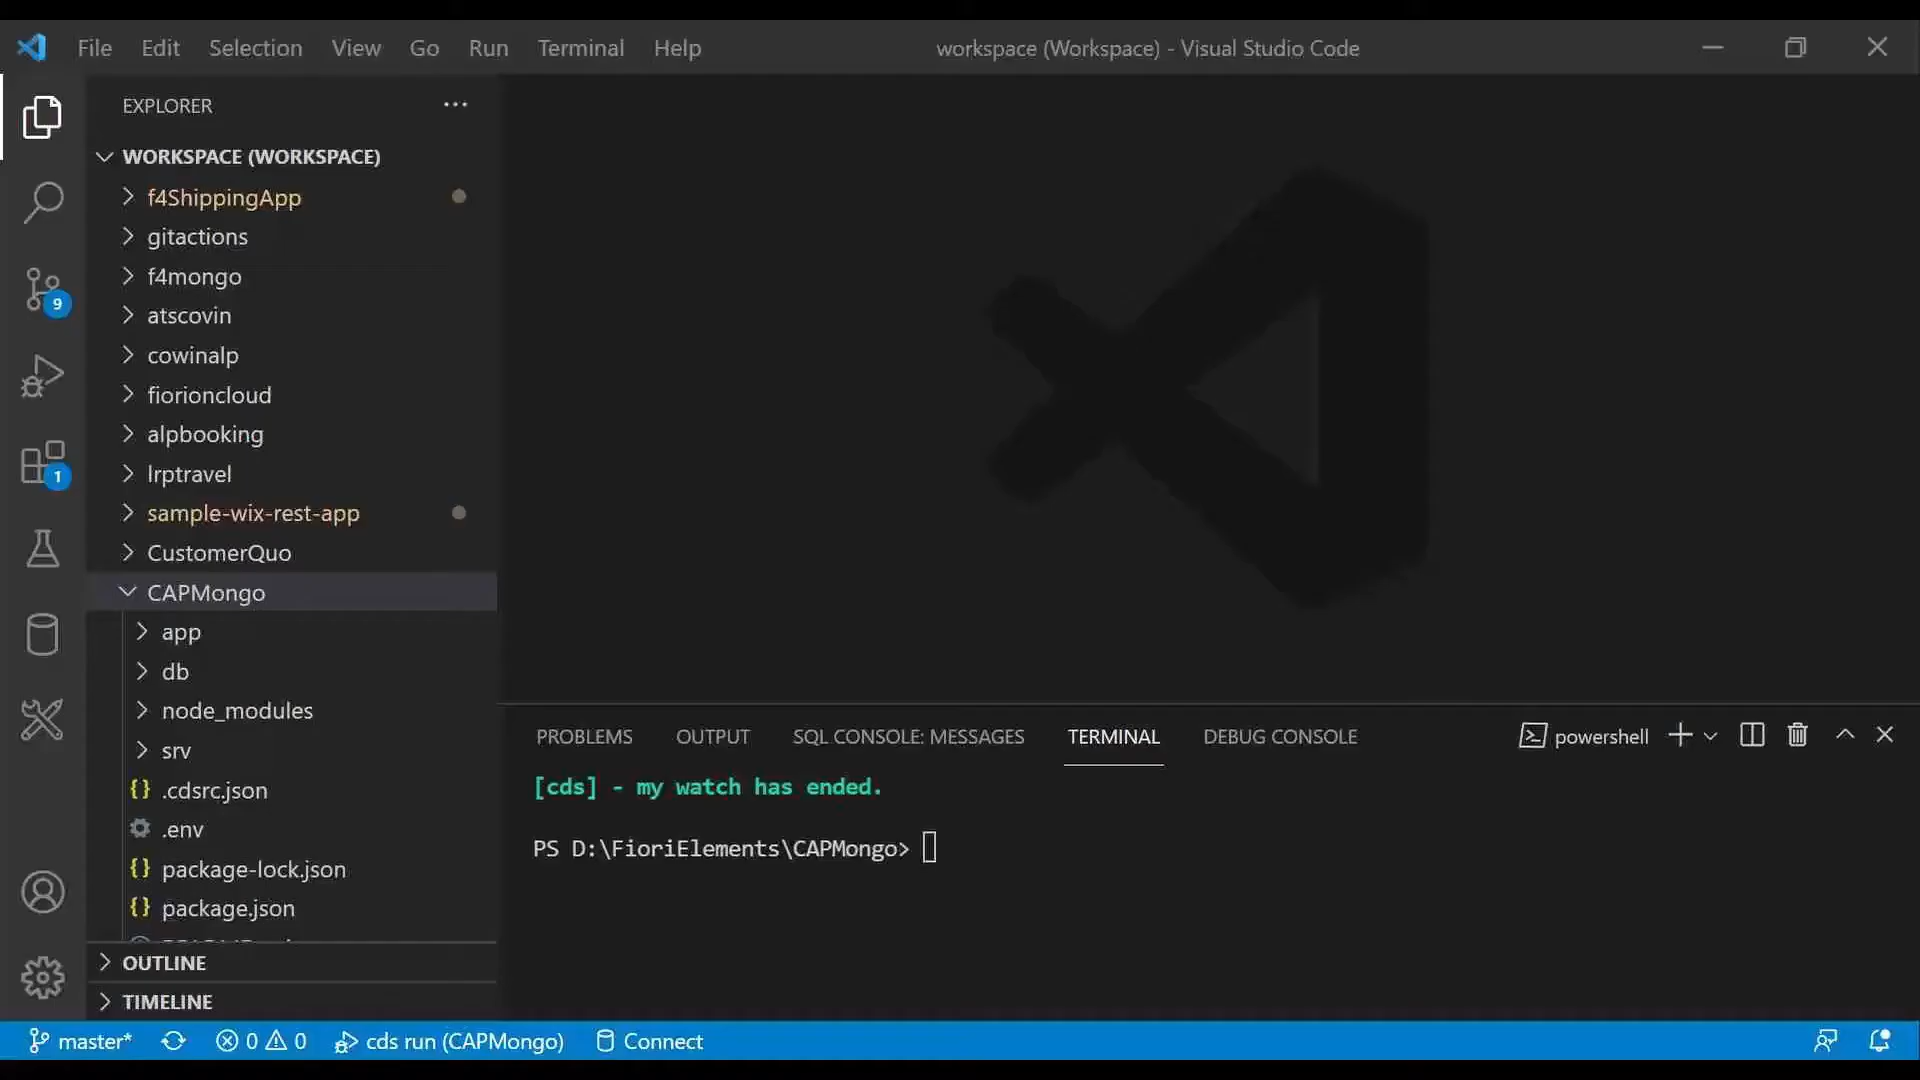 File Edit Selection View Go Run Terminal Help
workspace (Workspace) - Visual Studio Code
EXPLORER
WORKSPACE (WORKSPACE)
f4ShippingApp
gitactions
f4mongo
atscovin
cowinalp
fiorioncloud
alpbooking
lrptravel
sample-wix-rest-app
CustomerQuo
CAPMongo
app
db
node_modules
srv
{} .cdsrc.json
.env
{} package-lock.json
{} package.json
OUTLINE
TIMELINE
9
1
PROBLEMS OUTPUT SQL CONSOLE: MESSAGES TERMINAL DEBUG CONSOLE
powershell
[cds] - my watch has ended.
PS D:\FioriElements\CAPMongo>
master* 0 0 cds run (CAPMongo) Connect